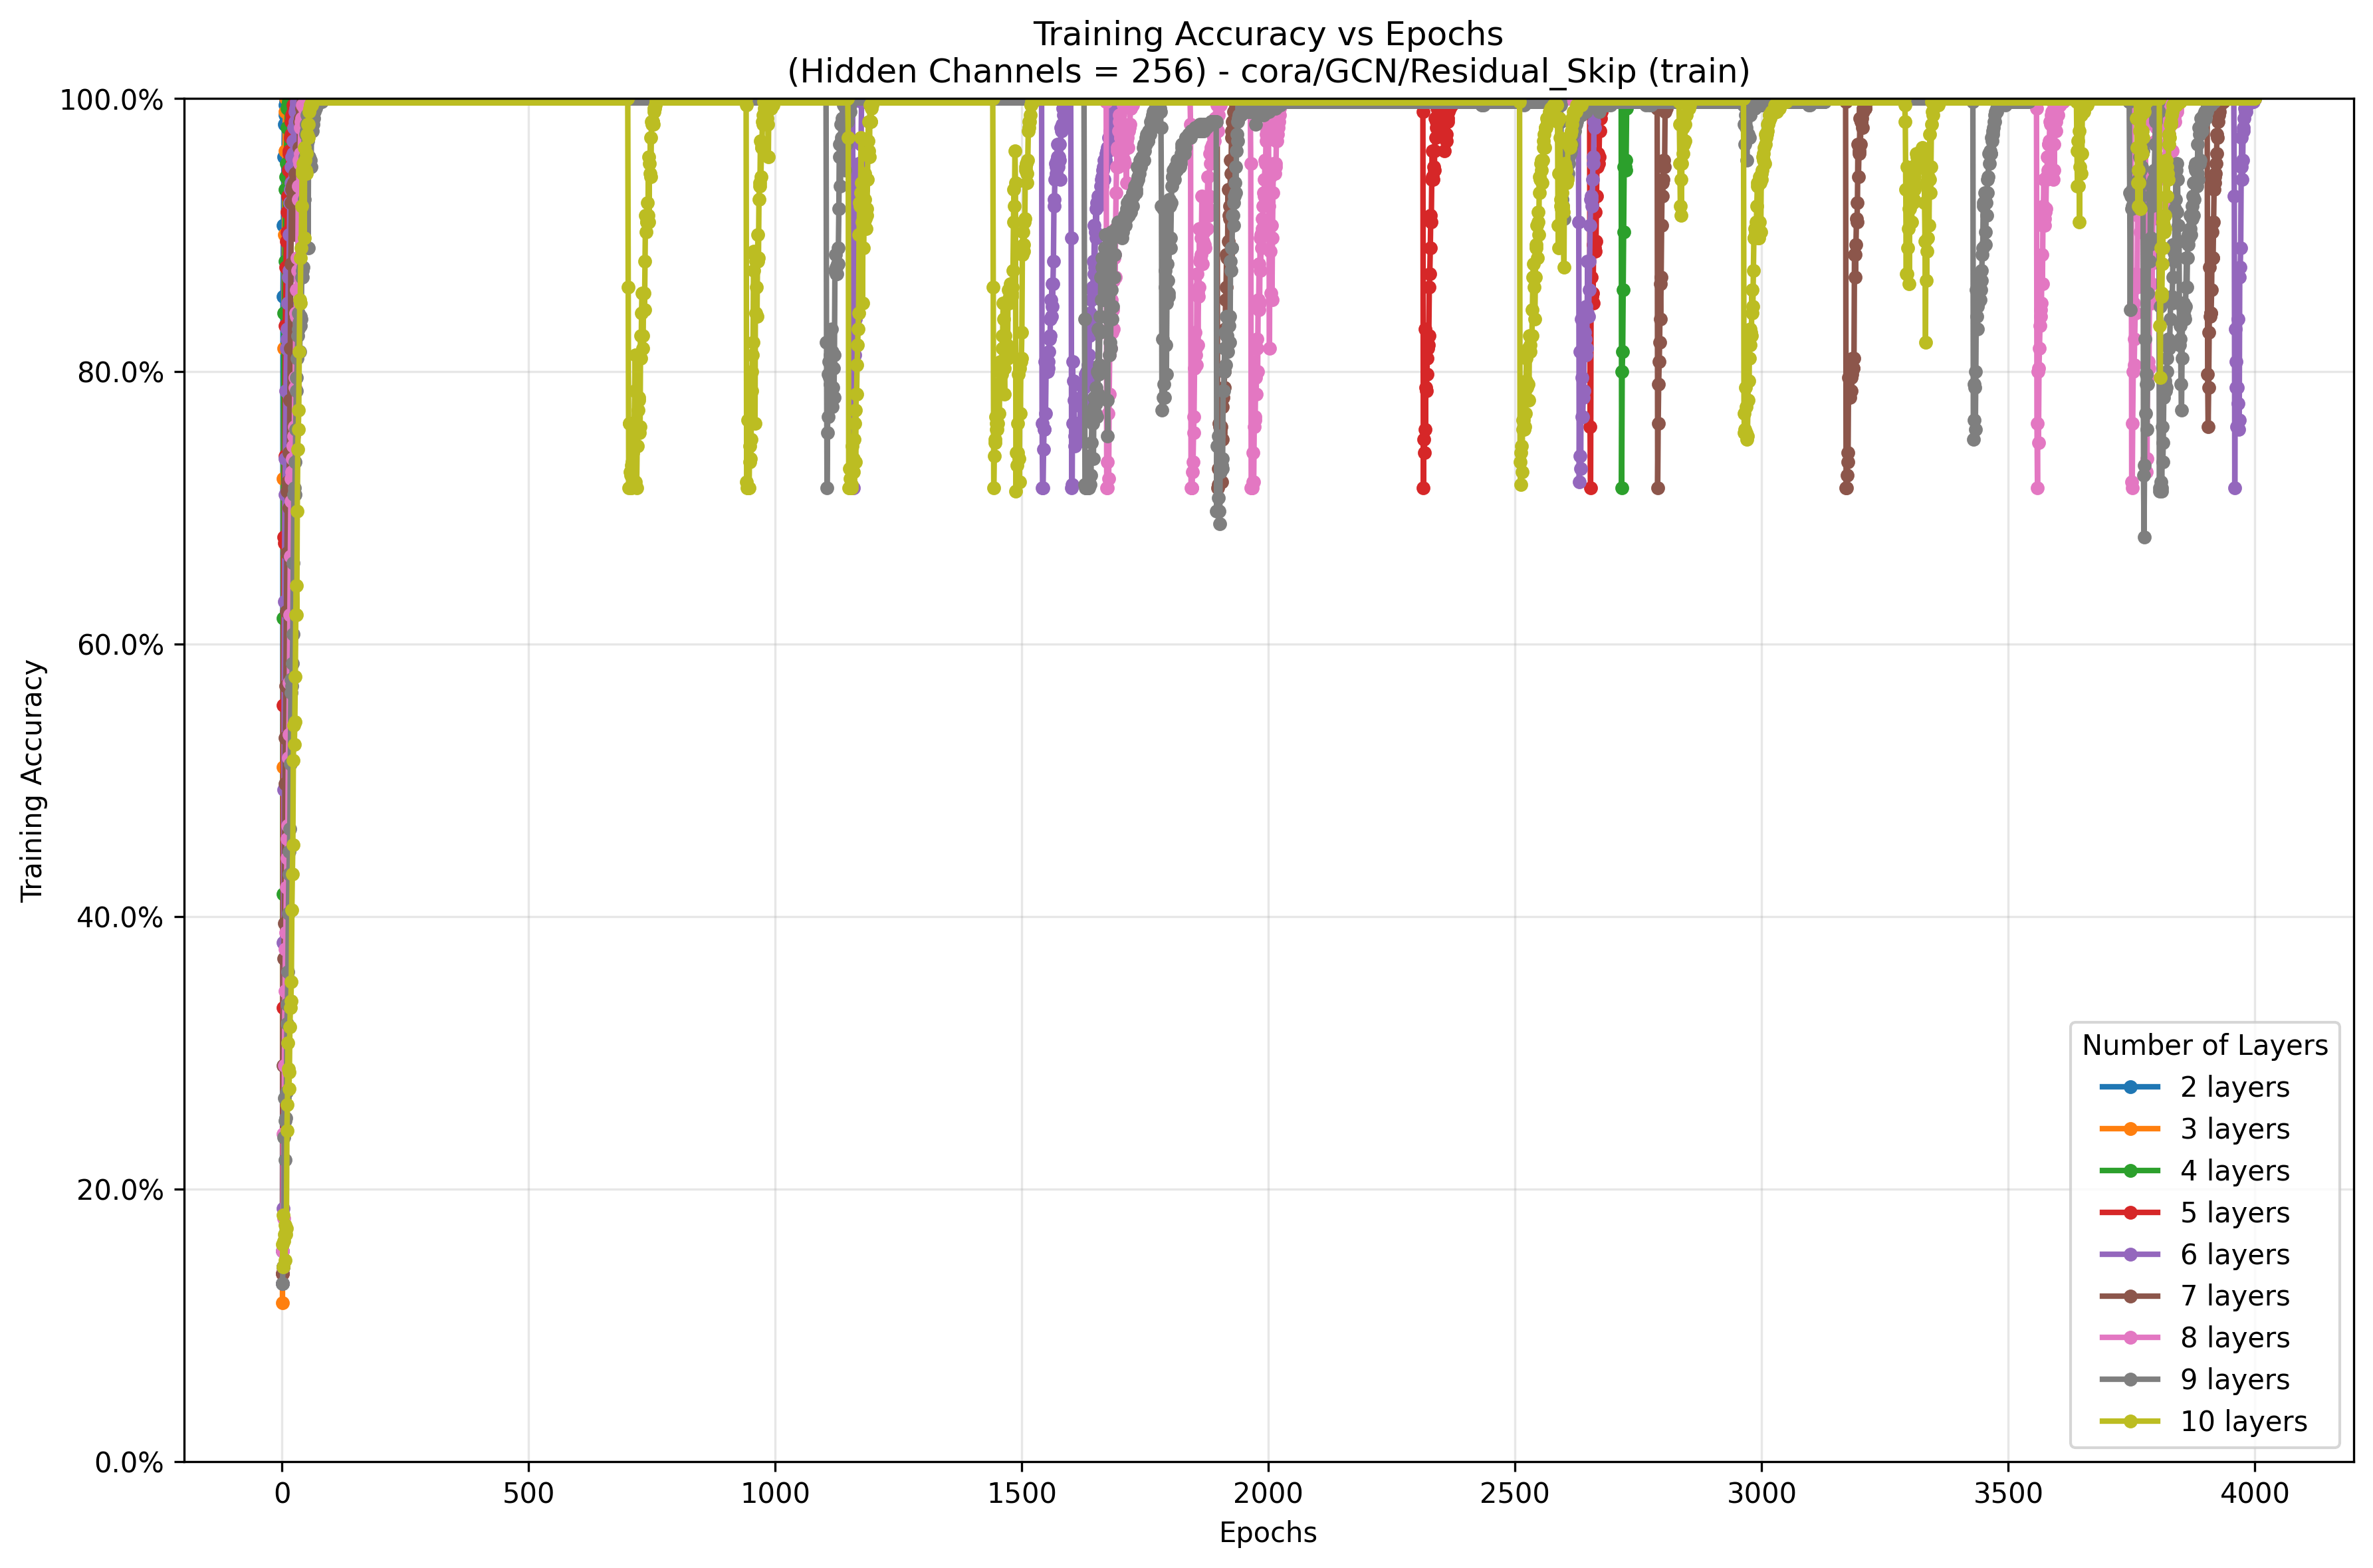 Training Accuracy vs Epochs
(Hidden Channels = 256) - cora/GCN/Residual_Skip (train)
100.0%
80.0%
60.0%
40.0%
20.0%
0.0%
Training Accuracy
0 500 1000 1500 2000 2500 3000 3500 4000
Epochs
Number of Layers
2 layers
3 layers
4 layers
5 layers
6 layers
7 layers
8 layers
9 layers
10 layers